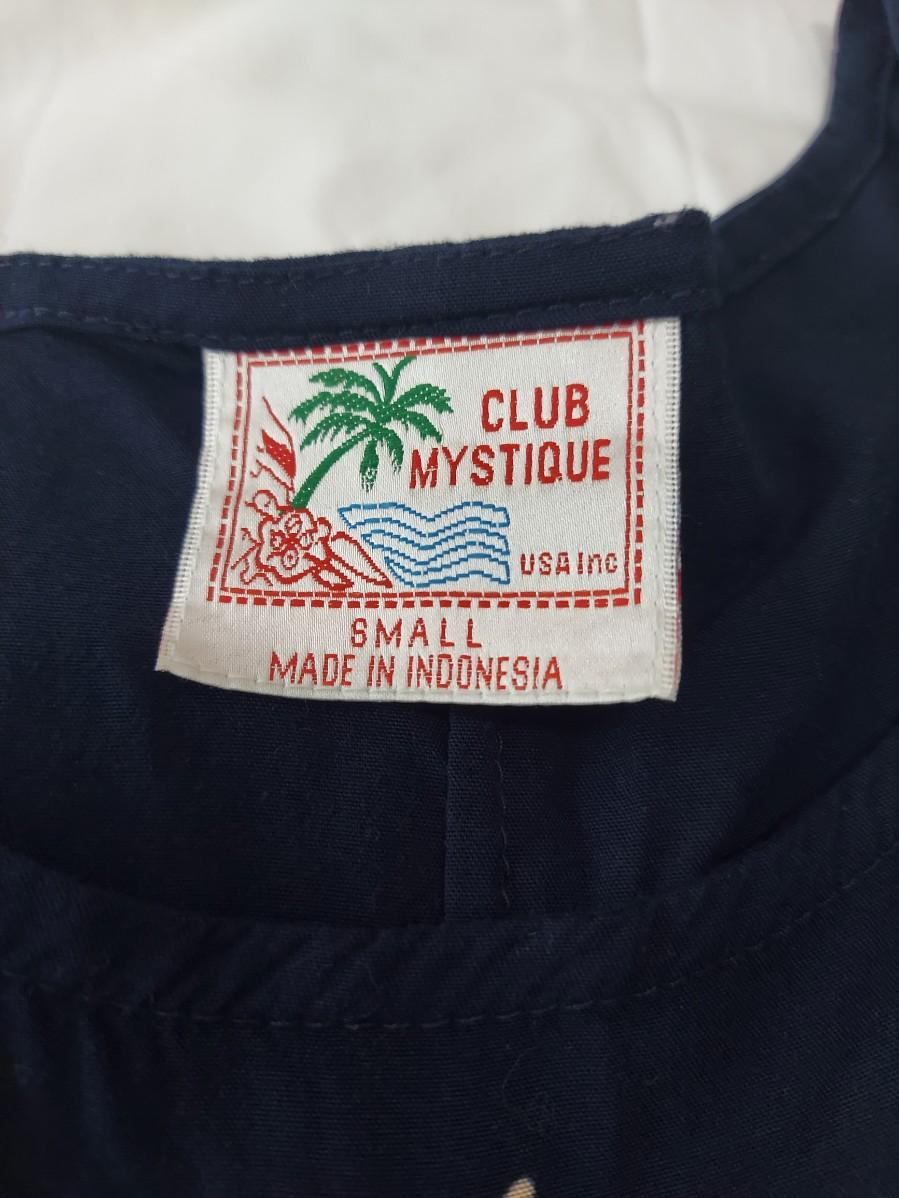 CLUB
MYSTIQUE
USA Inc
SMALL
MADE IN INDONESIA